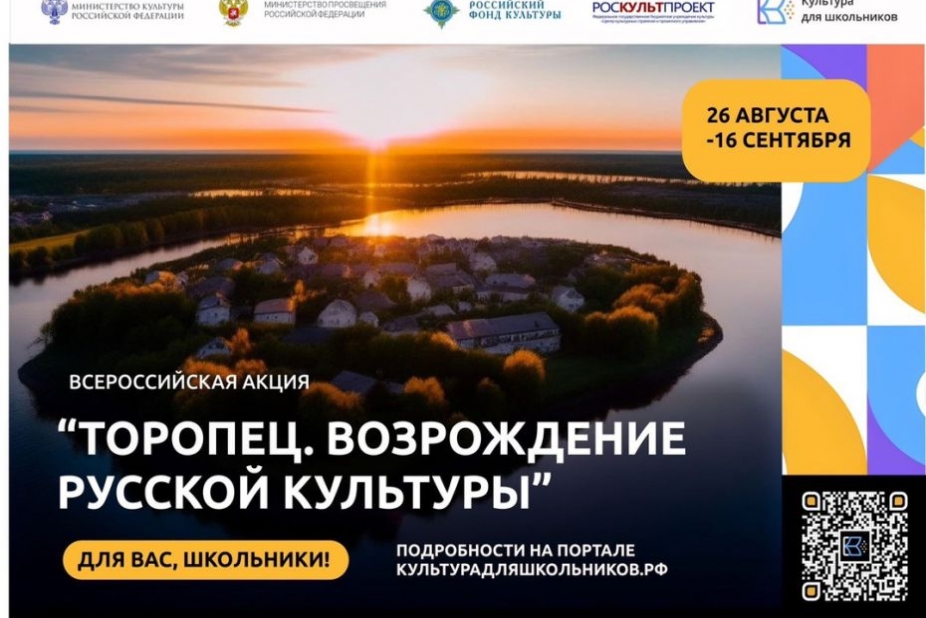 МИНИСТЕРСТВО КУЛЬТУРЫ
РОССИЙСКОЙ ФЕДЕРАЦИИ
МИНИСТЕРСТВО ПРОСВЕЩЕНИЯ
РОССИЙСКОЙ ФЕДЕРАЦИИ
РОССИЙСКИЙ
ФОНД КУЛЬТУРЫ
РОСКУЛЬТПРОЕКТ
Культура
для школьников
26 АВГУСТА
-16 СЕНТЯБРЯ
ВСЕРОССИЙСКАЯ АКЦИЯ
“ТОРОПЕЦ. ВОЗРОЖДЕНИЕ
РУССКОЙ КУЛЬТУРЫ”
ДЛЯ ВАС, ШКОЛЬНИКИ!
ПОДРОБНОСТИ НА ПОРТАЛЕ
КУЛЬТУРАДЛЯШКОЛЬНИКОВ.РФ